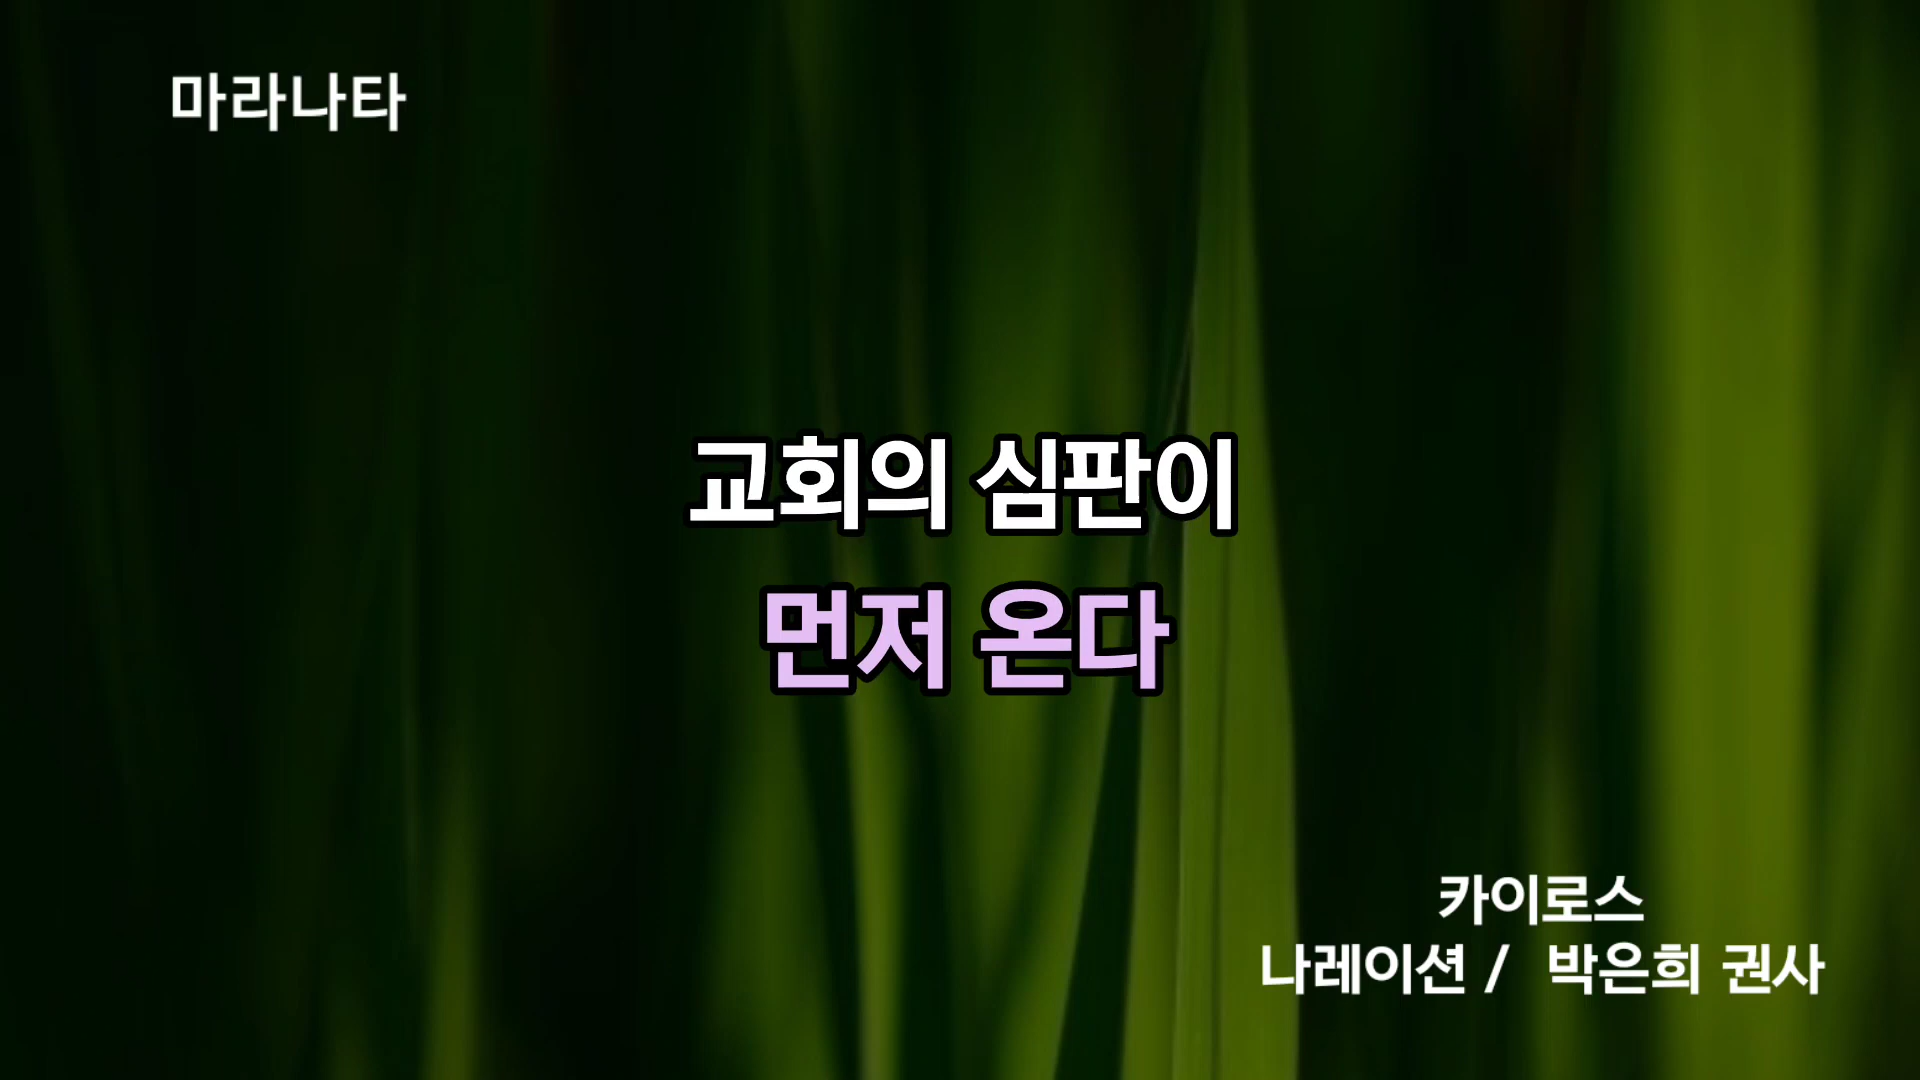 마라나타
교회의 심판이
먼저 온다
카이로스
나레이션 / 박은희 권사